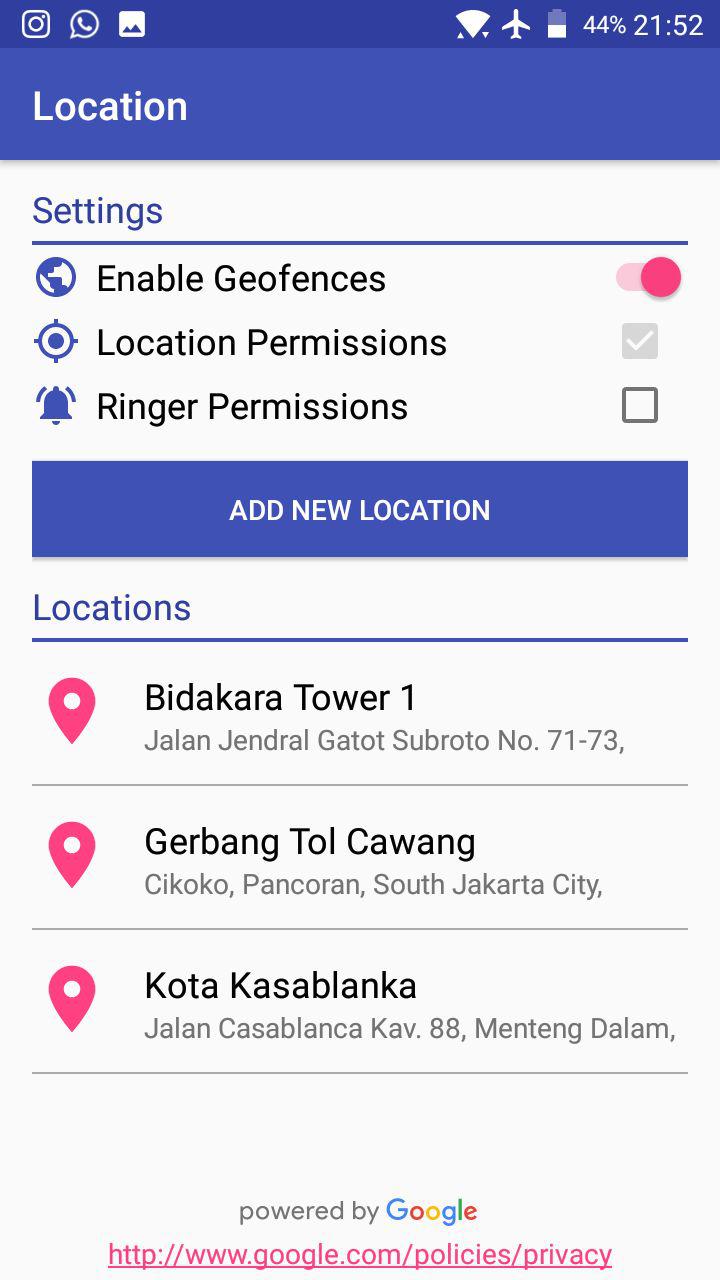 44% 21:52
Location
Settings
Enable Geofences
Location Permissions
Ringer Permissions
ADD NEW LOCATION
Locations
Bidakara Tower 1
Jalan Jendral Gatot Subroto No. 71-73,
Gerbang Tol Cawang
Cikoko, Pancoran, South Jakarta City,
Kota Kasablanka
Jalan Casablanca Kav. 88, Menteng Dalam,
powered by Google
http://www.google.com/policies/privacy